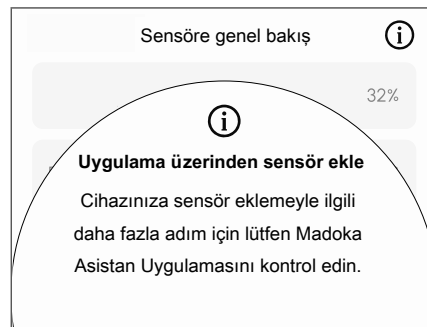 Sensöre genel bakış
32%
Uygulama üzerinden sensör ekle
Cihazınıza sensör eklemeyle ilgili
daha fazla adım için lütfen Madoka
Asistan Uygulamasını kontrol edin.